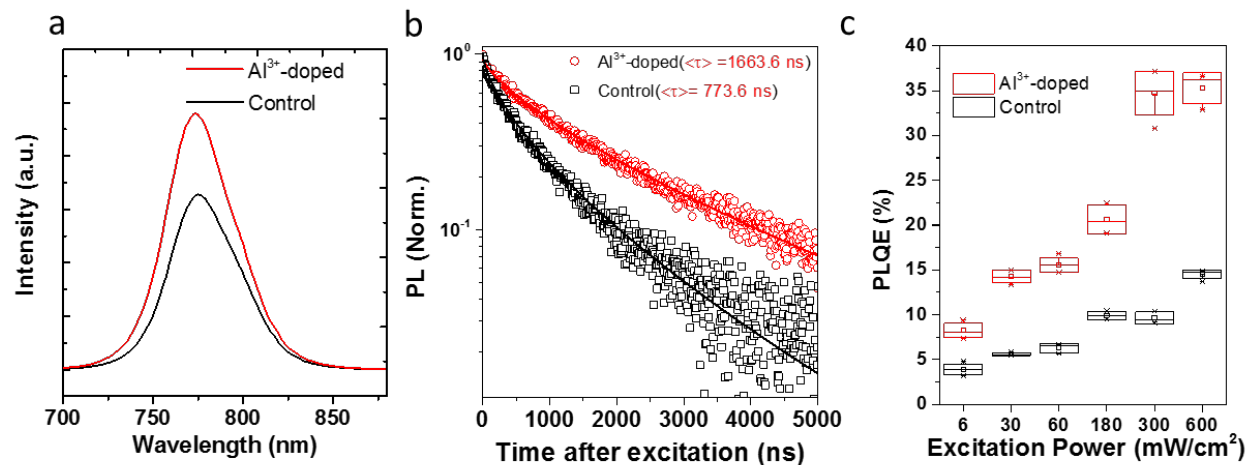 a
Al³⁺-doped
Control
Intensity (a.u.)
700 750 800 850
Wavelength (nm)
b
10⁰
10⁻¹
Al³⁺-doped(<τ> =1663.6 ns)
Control(<τ>= 773.6 ns)
PL (Norm.)
0 1000 2000 3000 4000 5000
Time after excitation (ns)
c
40
35
30
25
20
15
10
5
0
Al³⁺-doped
Control
PLQE (%)
6 30 60 180 300 600
Excitation Power (mW/cm²)